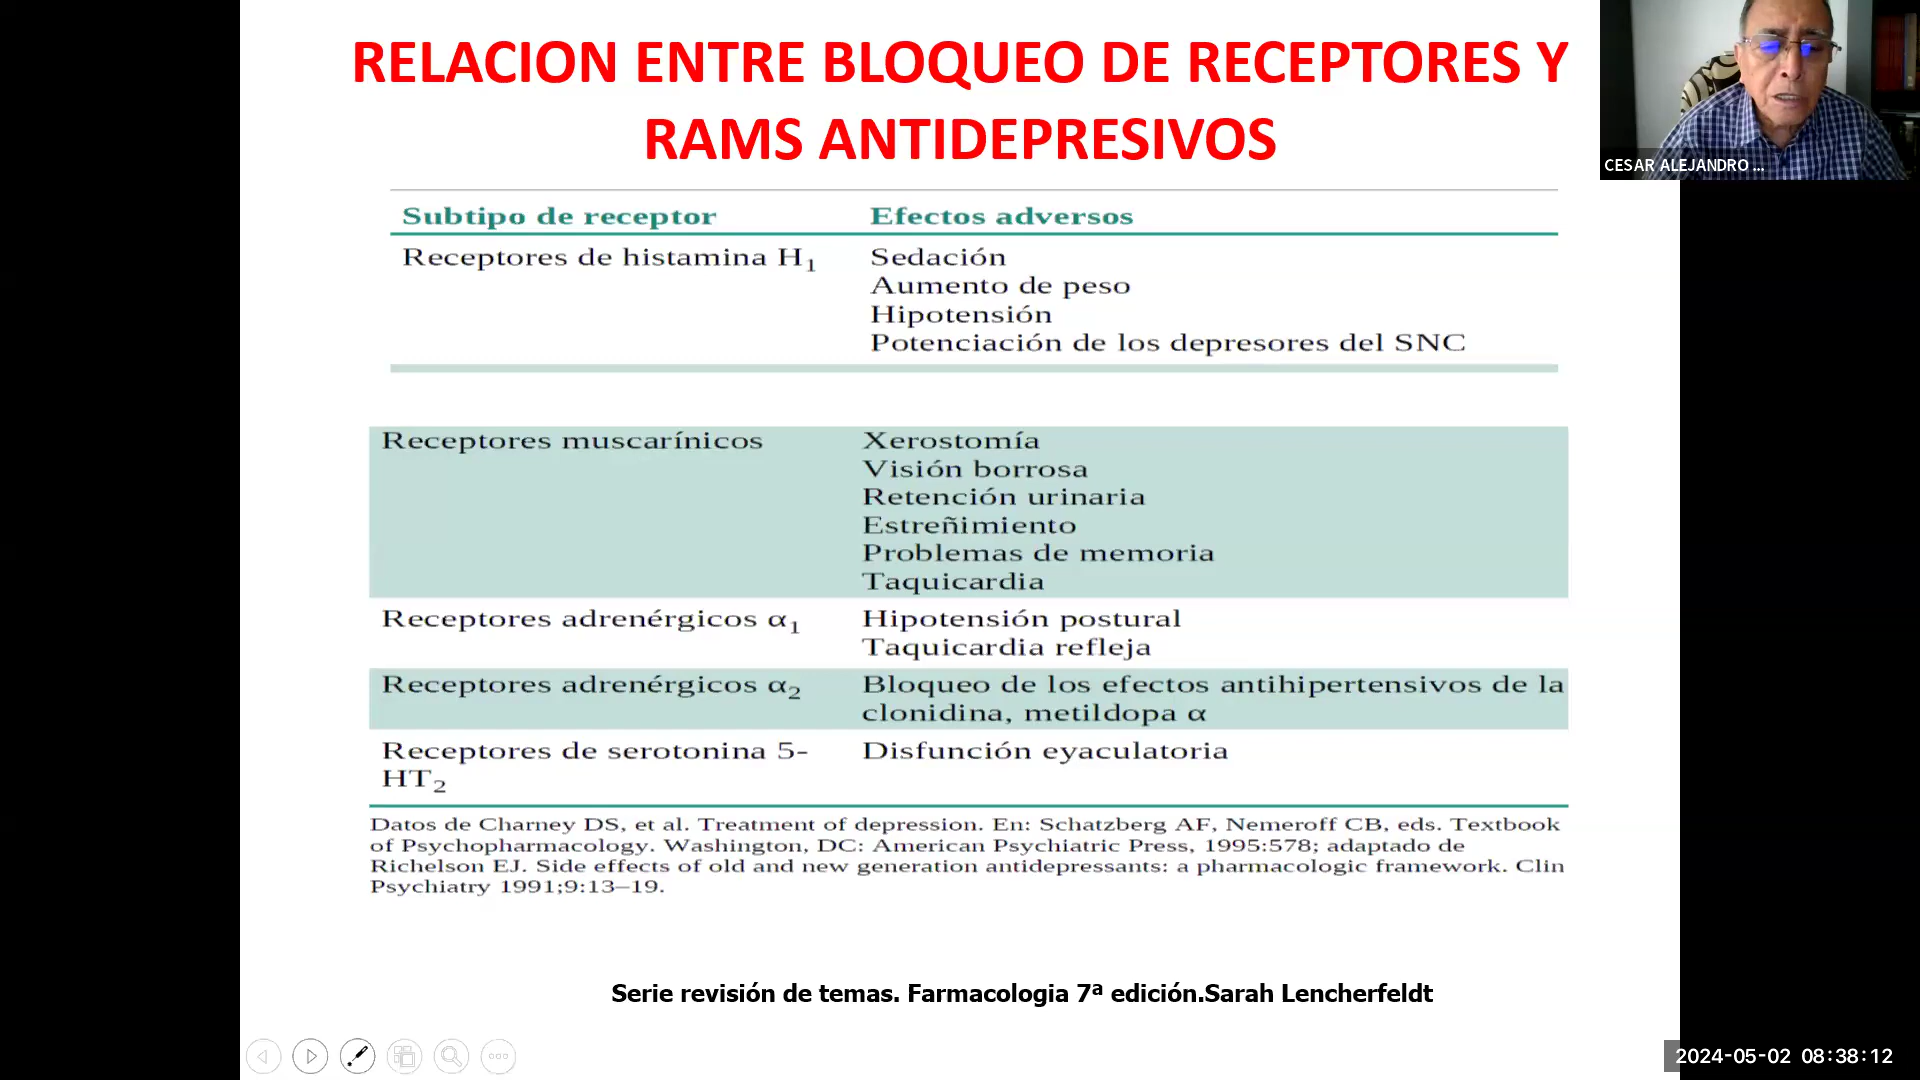 RELACION ENTRE BLOQUEO DE RECEPTORES Y
RAMS ANTIDEPRESIVOS
CESAR ALEJANDRO ...
Subtipo de receptor Efectos adversos
Receptores de histamina H₁ Sedación
Aumento de peso
Hipotensión
Potenciación de los depresores del SNC
Receptores muscarínicos Xerostomía
Visión borrosa
Retención urinaria
Estreñimiento
Problemas de memoria
Taquicardia
Receptores adrenérgicos α₁ Hipotensión postural
Taquicardia refleja
Receptores adrenérgicos α₂ Bloqueo de los efectos antihipertensivos de la
clonidina, metildopa α
Receptores de serotonina 5- Disfunción eyaculatoria
HT₂
Datos de Charney DS, et al. Treatment of depression. En: Schatzberg AF, Nemeroff CB, eds. Textbook
of Psychopharmacology. Washington, DC: American Psychiatric Press, 1995:578; adaptado de
Richelson EJ. Side effects of old and new generation antidepressants: a pharmacologic framework. Clin
Psychiatry 1991;9:13–19.
Serie revisión de temas. Farmacologia 7ª edición.Sarah Lencherfeldt
2024-05-02 08:38:12